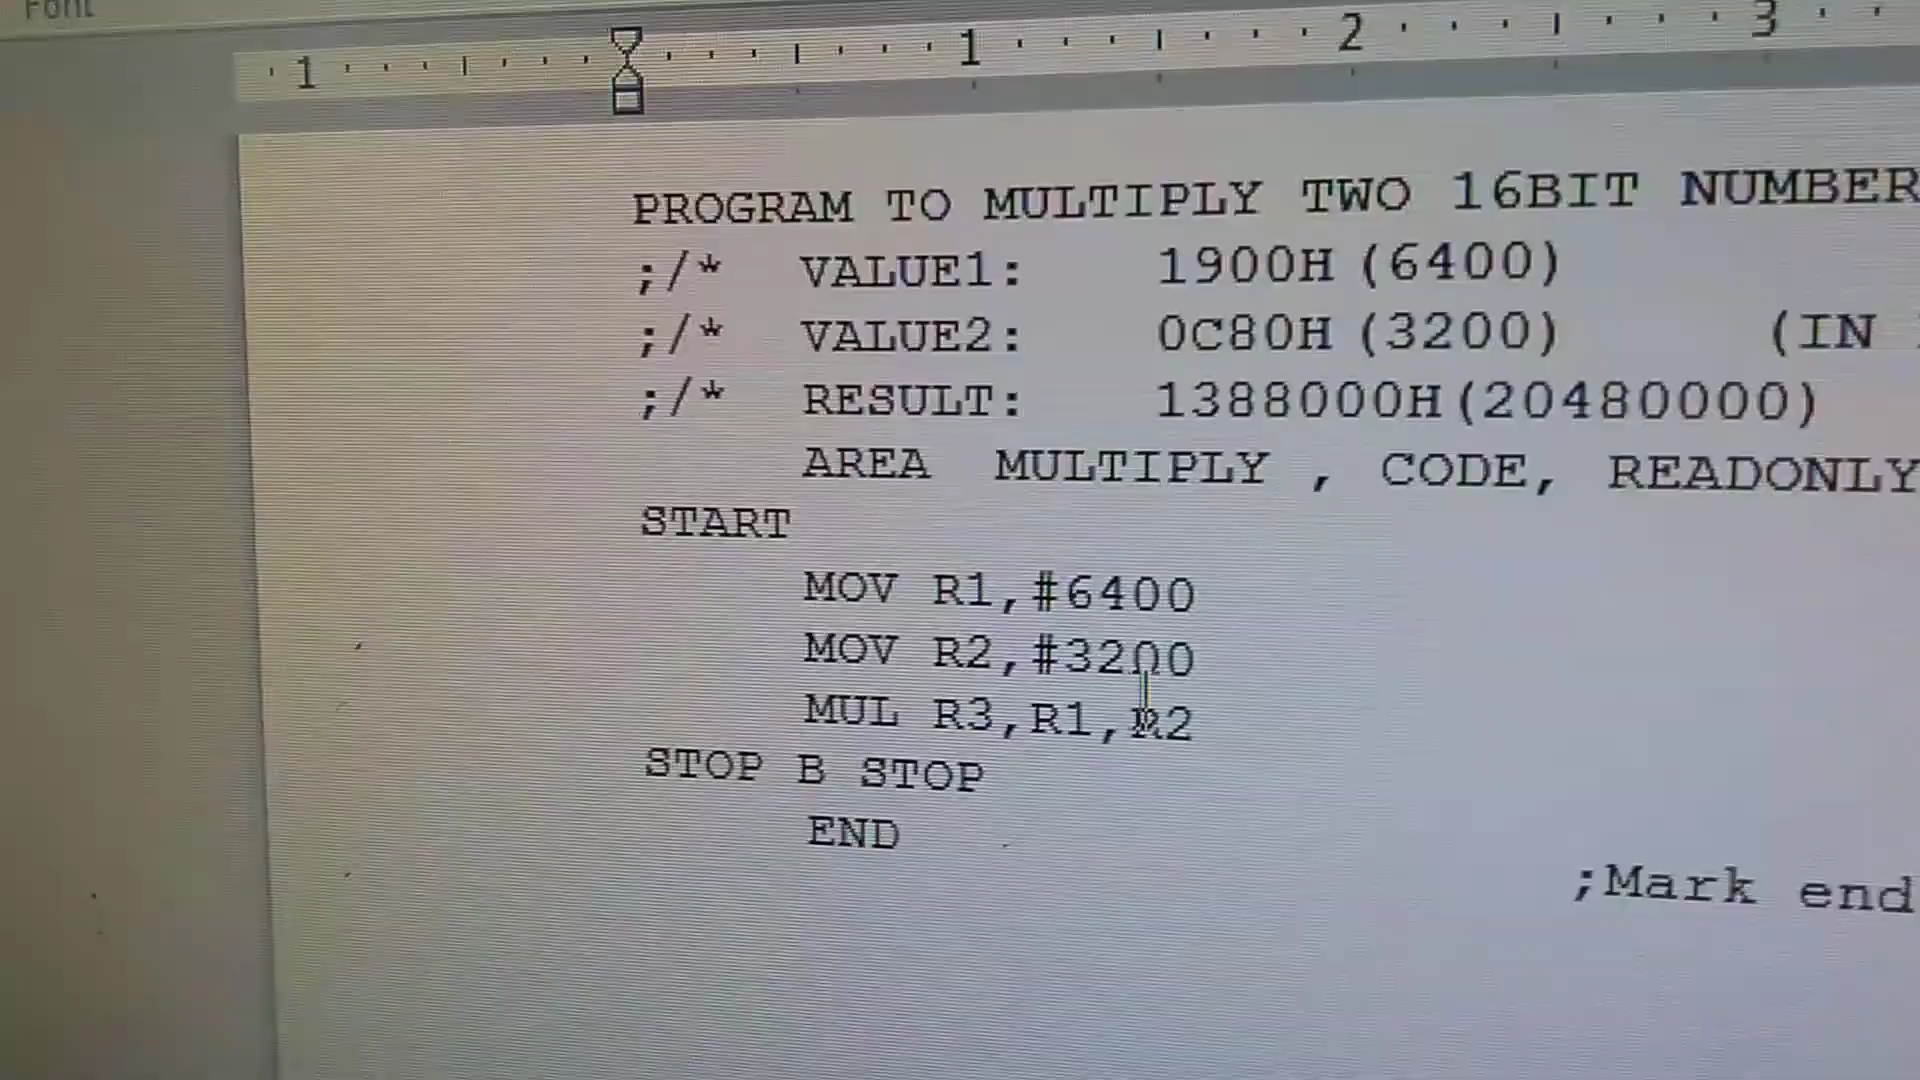 Font
1 1 2 3
PROGRAM TO MULTIPLY TWO 16BIT NUMBER
;/* VALUE1: 1900H (6400)
;/* VALUE2: 0C80H (3200) (IN
;/* RESULT: 1388000H(20480000)
AREA MULTIPLY , CODE, READONLY
START
MOV R1,#6400
MOV R2,#3200
MUL R3,R1,R2
STOP B STOP
END
;Mark end